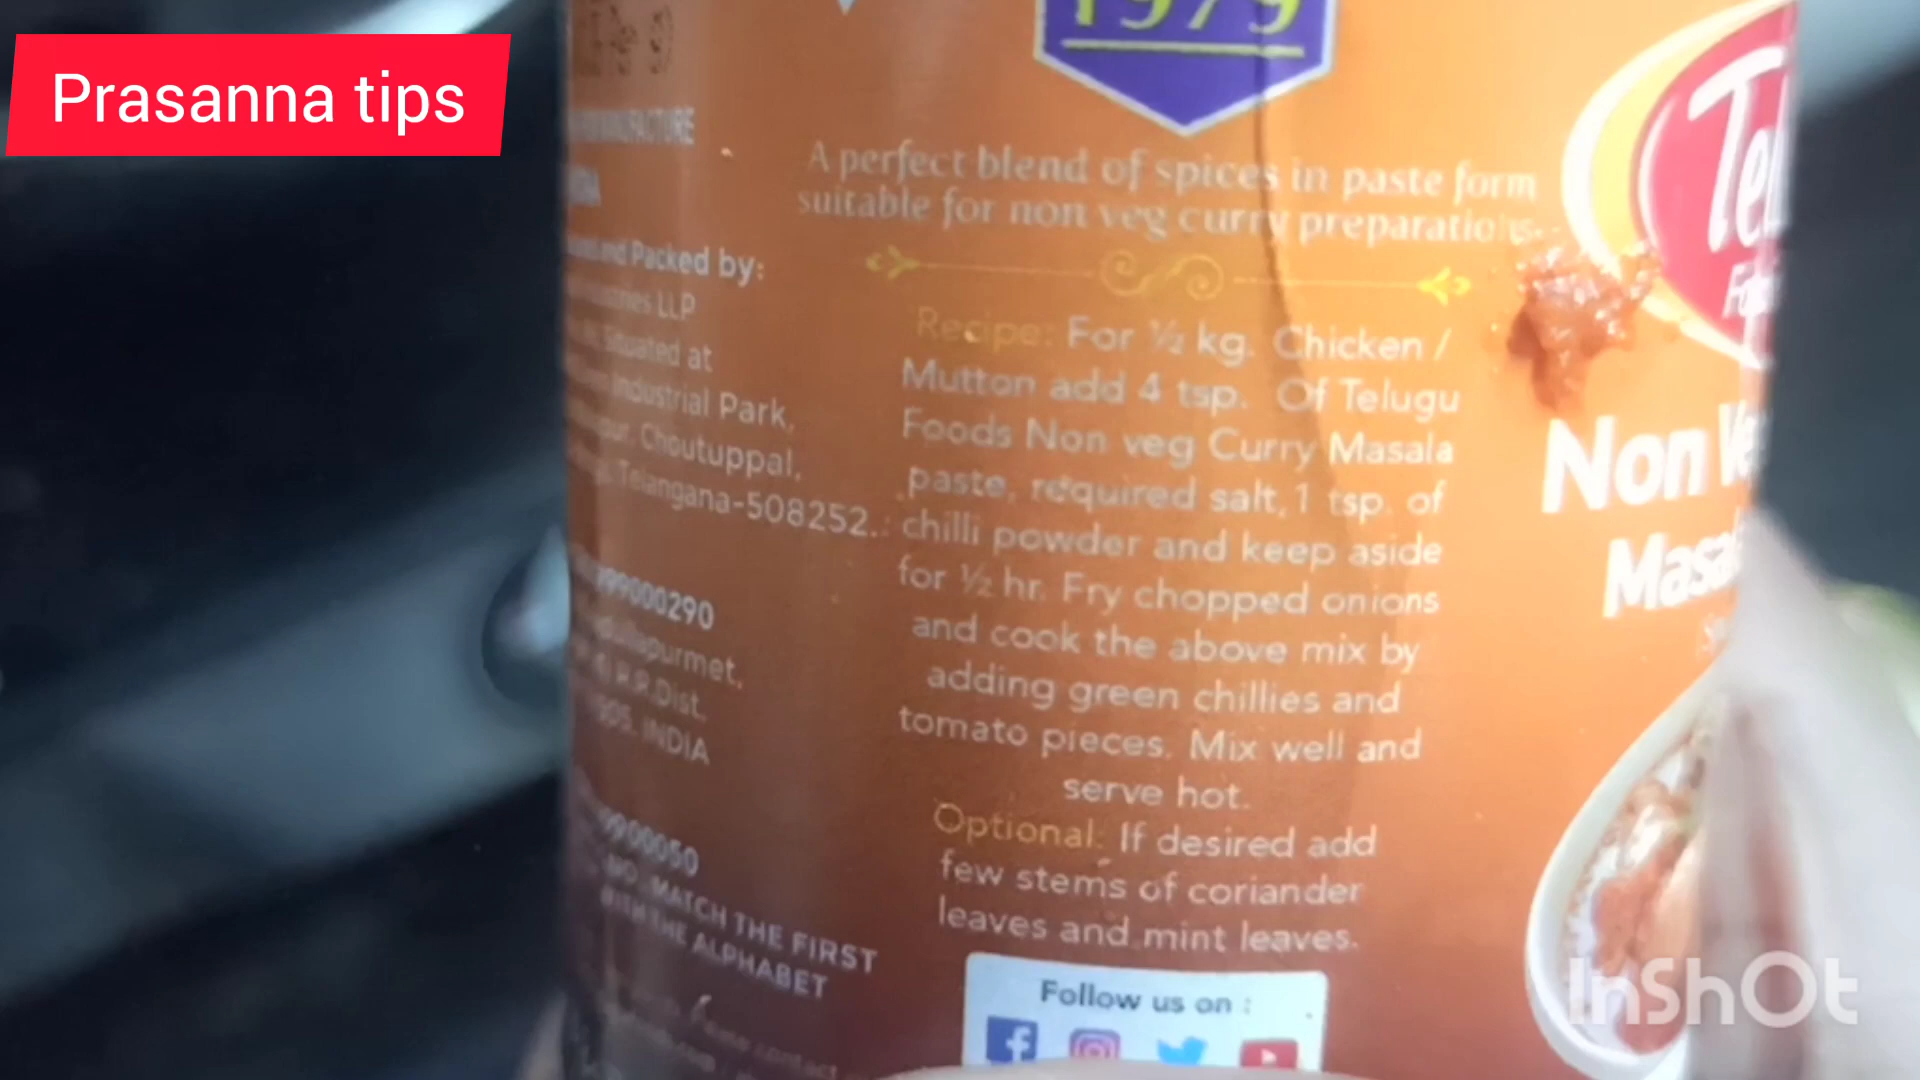 Prasanna tips
1979
A perfect blend of spices in paste form
suitable for non veg curry preparations.
Recipe: For ½ kg. Chicken /
Mutton add 4 tsp. Of Telugu
Foods Non veg Curry Masala
paste, required salt, 1 tsp. of
chilli powder and keep aside
for ½ hr. Fry chopped onions
and cook the above mix by
adding green chillies and
tomato pieces. Mix well and
serve hot.
Optional: If desired add
few stems of coriander
leaves and mint leaves.
Follow us on :
Packed by:
LLP
Situated at
Industrial Park,
Choutuppal,
Telangana-508252.
R.R.Dist.
INDIA
MATCH THE FIRST
WITH THE ALPHABET
contact
Non
InShOt